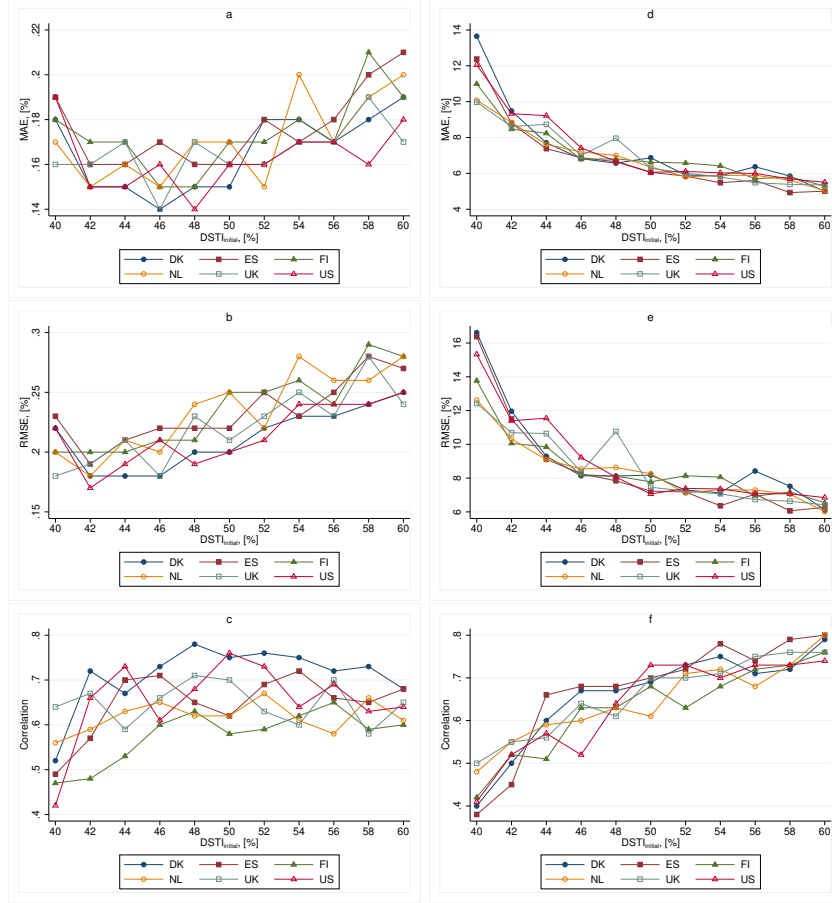 a
MAE, [%]
.22
.2
.18
.16
.14
40 42 44 46 48 50 52 54 56 58 60
DSTI_initial, [%]
DK ES FI
NL UK US
d
MAE, [%]
14
12
10
8
6
4
40 42 44 46 48 50 52 54 56 58 60
DSTI_initial, [%]
DK ES FI
NL UK US
b
RMSE, [%]
.3
.25
.2
.15
40 42 44 46 48 50 52 54 56 58 60
DSTI_initial, [%]
DK ES FI
NL UK US
e
RMSE, [%]
16
14
12
10
8
6
40 42 44 46 48 50 52 54 56 58 60
DSTI_initial, [%]
DK ES FI
NL UK US
c
Correlation
.8
.7
.6
.5
.4
40 42 44 46 48 50 52 54 56 58 60
DSTI_initial, [%]
DK ES FI
NL UK US
f
Correlation
.8
.7
.6
.5
.4
40 42 44 46 48 50 52 54 56 58 60
DSTI_initial, [%]
DK ES FI
NL UK US